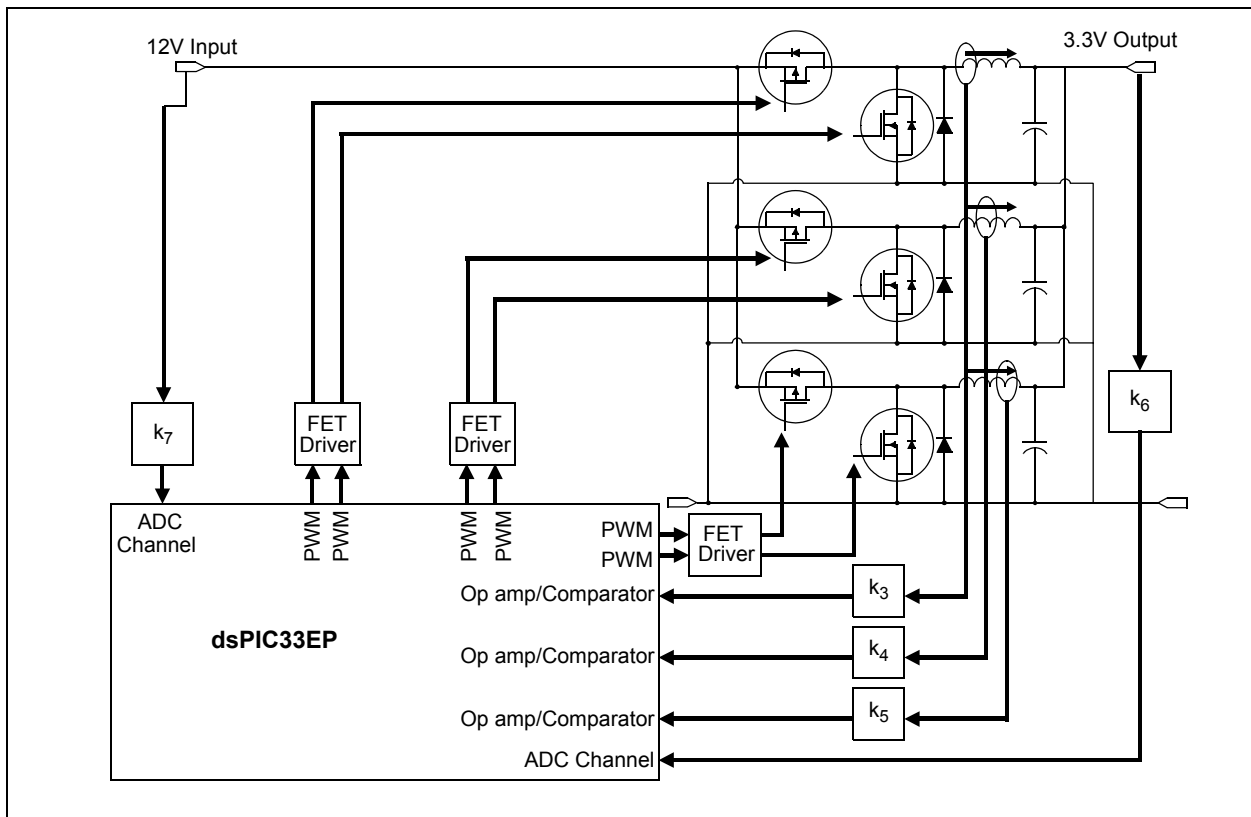 12V Input
3.3V Output
k7
FET
Driver
FET
Driver
k6
ADC
Channel
PWM
PWM
PWM
PWM
PWM
PWM
FET
Driver
Op amp/Comparator
k3
dsPIC33EP
Op amp/Comparator
k4
Op amp/Comparator
k5
ADC Channel